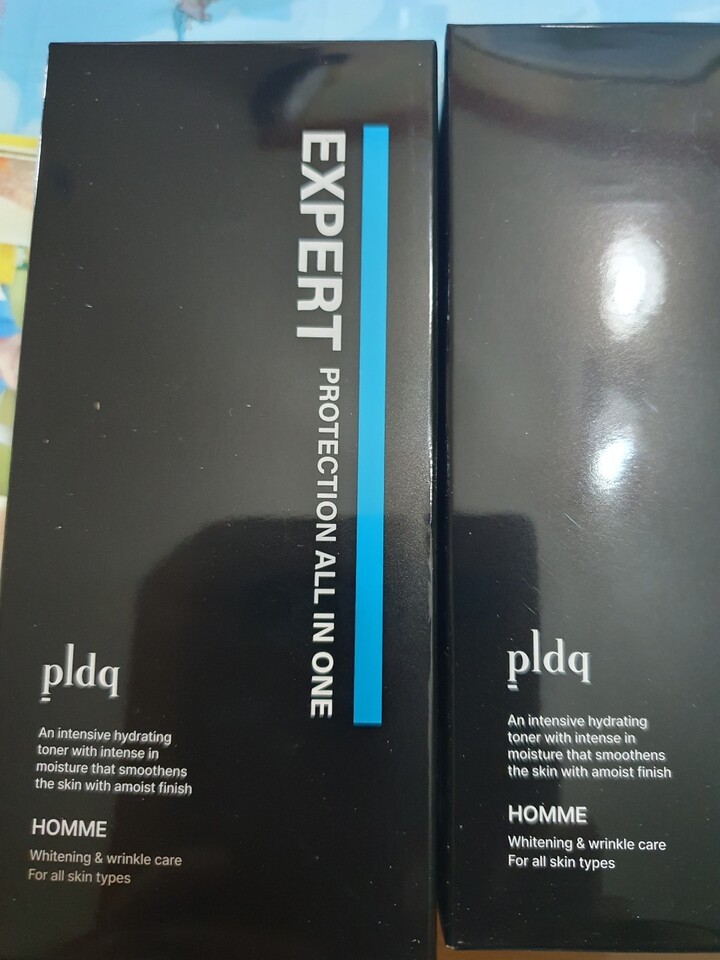 EXPERT PROTECTION ALL IN ONE
pldq
An intensive hydrating
toner with intense in
moisture that smoothens
the skin with amoist finish
HOMME
Whitening & wrinkle care
For all skin types
pldq
An intensive hydrating
toner with intense in
moisture that smoothens
the skin with amoist finish
HOMME
Whitening & wrinkle care
For all skin types